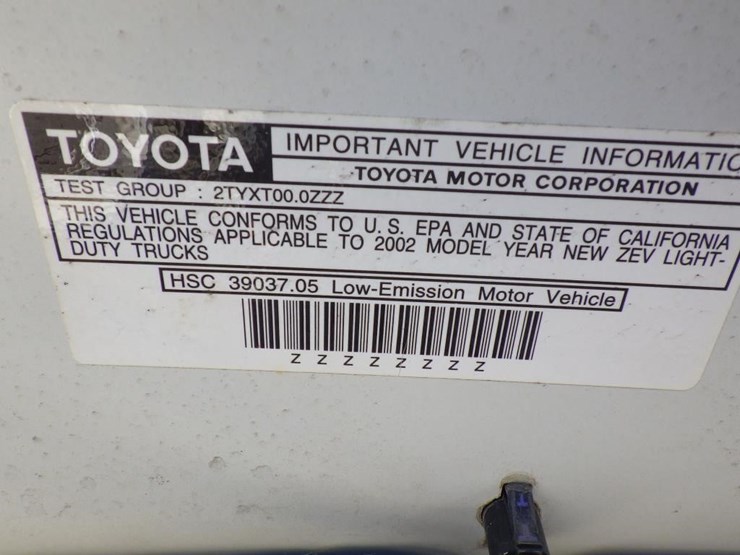 TOYOTA
IMPORTANT VEHICLE INFORMATIO
TOYOTA MOTOR CORPORATION
TEST GROUP : 2TYXT00.0ZZZ
THIS VEHICLE CONFORMS TO U.S. EPA AND STATE OF CALIFORNIA
REGULATIONS APPLICABLE TO 2002 MODEL YEAR NEW ZEV LIGHT-
DUTY TRUCKS
HSC 39037.05 Low-Emission Motor Vehicle
Z Z Z Z Z Z Z Z